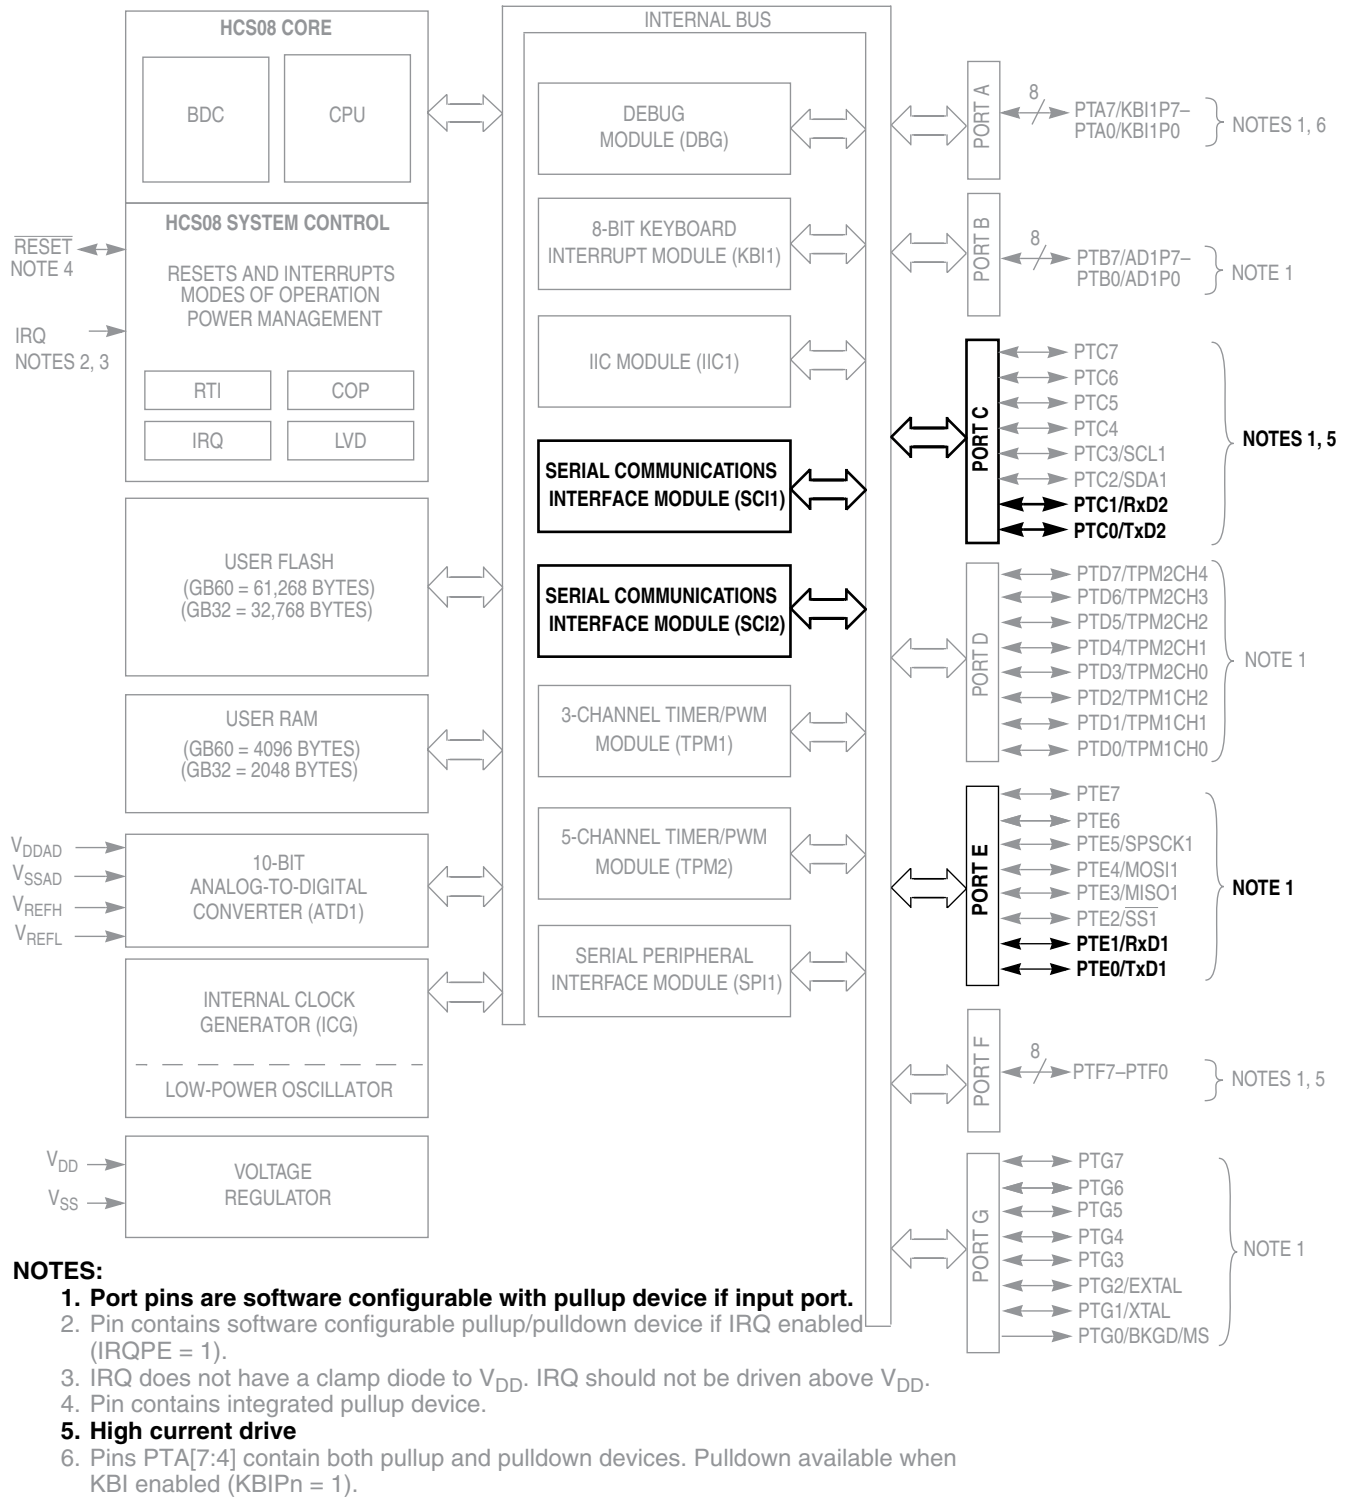 HCS08 CORE
BDC
CPU
HCS08 SYSTEM CONTROL
RESETS AND INTERRUPTS
MODES OF OPERATION
POWER MANAGEMENT
RTI
COP
IRQ
LVD
RESET
NOTE 4
IRQ
NOTES 2, 3
USER FLASH
(GB60 = 61,268 BYTES)
(GB32 = 32,768 BYTES)
USER RAM
(GB60 = 4096 BYTES)
(GB32 = 2048 BYTES)
VDDAD
VSSAD
VREFH
VREFL
10-BIT
ANALOG-TO-DIGITAL
CONVERTER (ATD1)
INTERNAL CLOCK
GENERATOR (ICG)
LOW-POWER OSCILLATOR
VDD
VSS
VOLTAGE
REGULATOR
INTERNAL BUS
DEBUG
MODULE (DBG)
8-BIT KEYBOARD
INTERRUPT MODULE (KBI1)
IIC MODULE (IIC1)
SERIAL COMMUNICATIONS
INTERFACE MODULE (SCI1)
SERIAL COMMUNICATIONS
INTERFACE MODULE (SCI2)
3-CHANNEL TIMER/PWM
MODULE (TPM1)
5-CHANNEL TIMER/PWM
MODULE (TPM2)
SERIAL PERIPHERAL
INTERFACE MODULE (SPI1)
PORT A
8
PTA7/KBI1P7–
PTA0/KBI1P0
NOTES 1, 6
PORT B
8
PTB7/AD1P7–
PTB0/AD1P0
NOTE 1
PORT C
PTC7
PTC6
PTC5
PTC4
PTC3/SCL1
PTC2/SDA1
PTC1/RxD2
PTC0/TxD2
NOTES 1, 5
PORT D
PTD7/TPM2CH4
PTD6/TPM2CH3
PTD5/TPM2CH2
PTD4/TPM2CH1
PTD3/TPM2CH0
PTD2/TPM1CH2
PTD1/TPM1CH1
PTD0/TPM1CH0
NOTE 1
PORT E
PTE7
PTE6
PTE5/SPSCK1
PTE4/MOSI1
PTE3/MISO1
PTE2/SS1
PTE1/RxD1
PTE0/TxD1
NOTE 1
PORT F
8
PTF7–PTF0
NOTES 1, 5
PORT G
PTG7
PTG6
PTG5
PTG4
PTG3
PTG2/EXTAL
PTG1/XTAL
PTG0/BKGD/MS
NOTE 1
NOTES:
1. Port pins are software configurable with pullup device if input port.
2. Pin contains software configurable pullup/pulldown device if IRQ enabled
(IRQPE = 1).
3. IRQ does not have a clamp diode to VDD. IRQ should not be driven above VDD.
4. Pin contains integrated pullup device.
5. High current drive
6. Pins PTA[7:4] contain both pullup and pulldown devices. Pulldown available when
KBI enabled (KBIPn = 1).